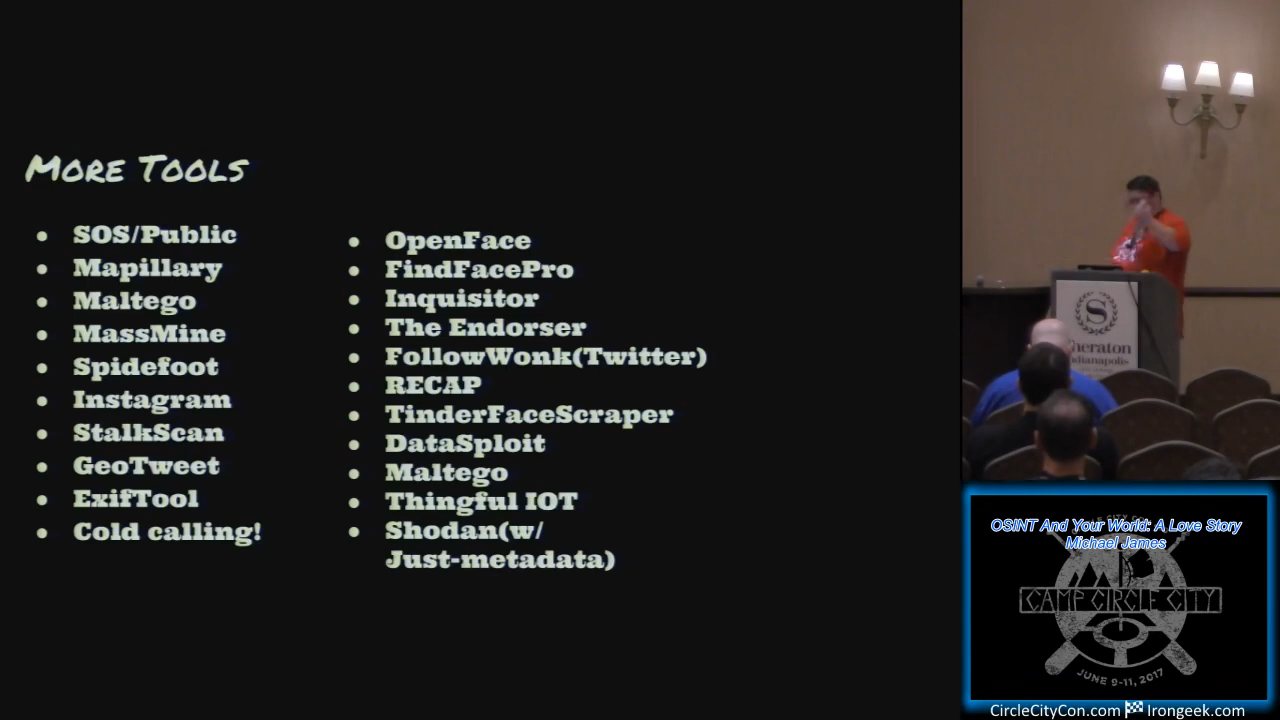 More Tools
SOS/Public
Mapillary
Maltego
MassMine
Spidefoot
Instagram
StalkScan
GeoTweet
ExifTool
Cold calling!
OpenFace
FindFacePro
Inquisitor
The Endorser
FollowWonk(Twitter)
RECAP
TinderFaceScraper
DataSploit
Maltego
Thingful IOT
Shodan(w/
Just-metadata)
S
Sheraton
OSINT And Your World: A Love Story
Michael James
CAMP CIRCLE CITY
JUNE 9-11, 2017
CircleCityCon.com Irongeek.com